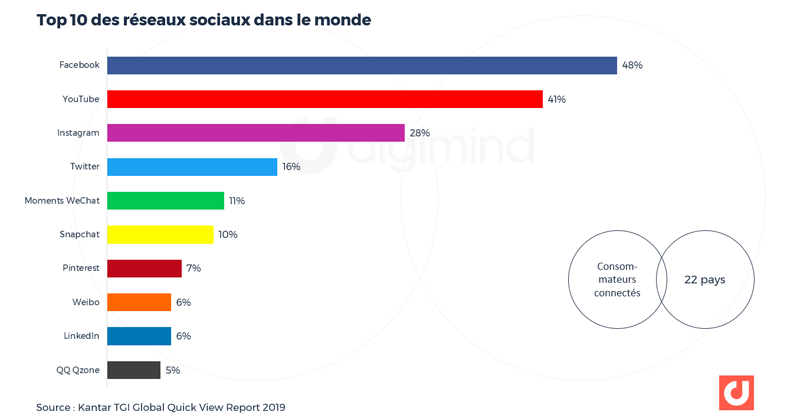 Top 10 des réseaux sociaux dans le monde
Facebook 48%
YouTube 41%
Instagram 28%
digimind
Twitter 16%
Moments WeChat 11%
Snapchat 10%
Pinterest 7%
Weibo 6%
LinkedIn 6%
QQ Qzone 5%
Consom-
mateurs
connectés
22 pays
Source : Kantar TGI Global Quick View Report 2019